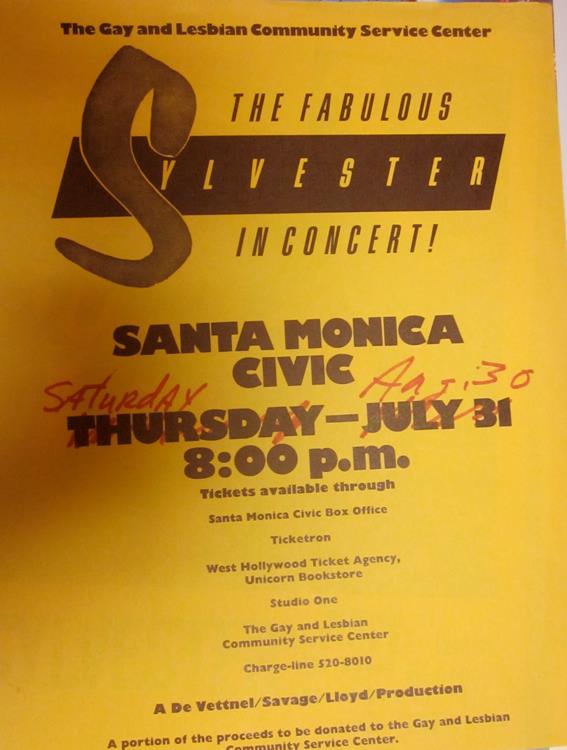 The Gay and Lesbian Community Service Center
THE FABULOUS
SYLVESTER
IN CONCERT!
SANTA MONICA
CIVIC
SATURDAY Aug. 30
THURSDAY—JULY 31
8:00 p.m.
Tickets available through
Santa Monica Civic Box Office
Ticketron
West Hollywood Ticket Agency,
Unicorn Bookstore
Studio One
The Gay and Lesbian
Community Service Center
Charge-line 520-8010
A De Vettnel/Savage/Lloyd/Production
A portion of the proceeds to be donated to the Gay and Lesbian
Community Service Center.